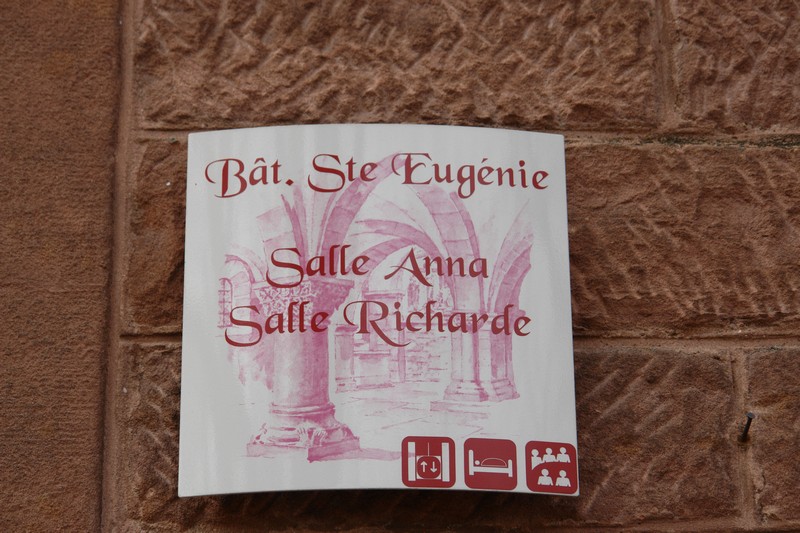 Bât. Ste Eugénie
Salle Anna
Salle Richarde